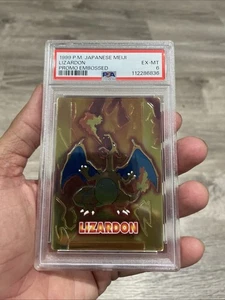 1999 P.M. JAPANESE MEIJI EX-MT
LIZARDON 6
PROMO EMBOSSED PSA 112286836
LIZARDON